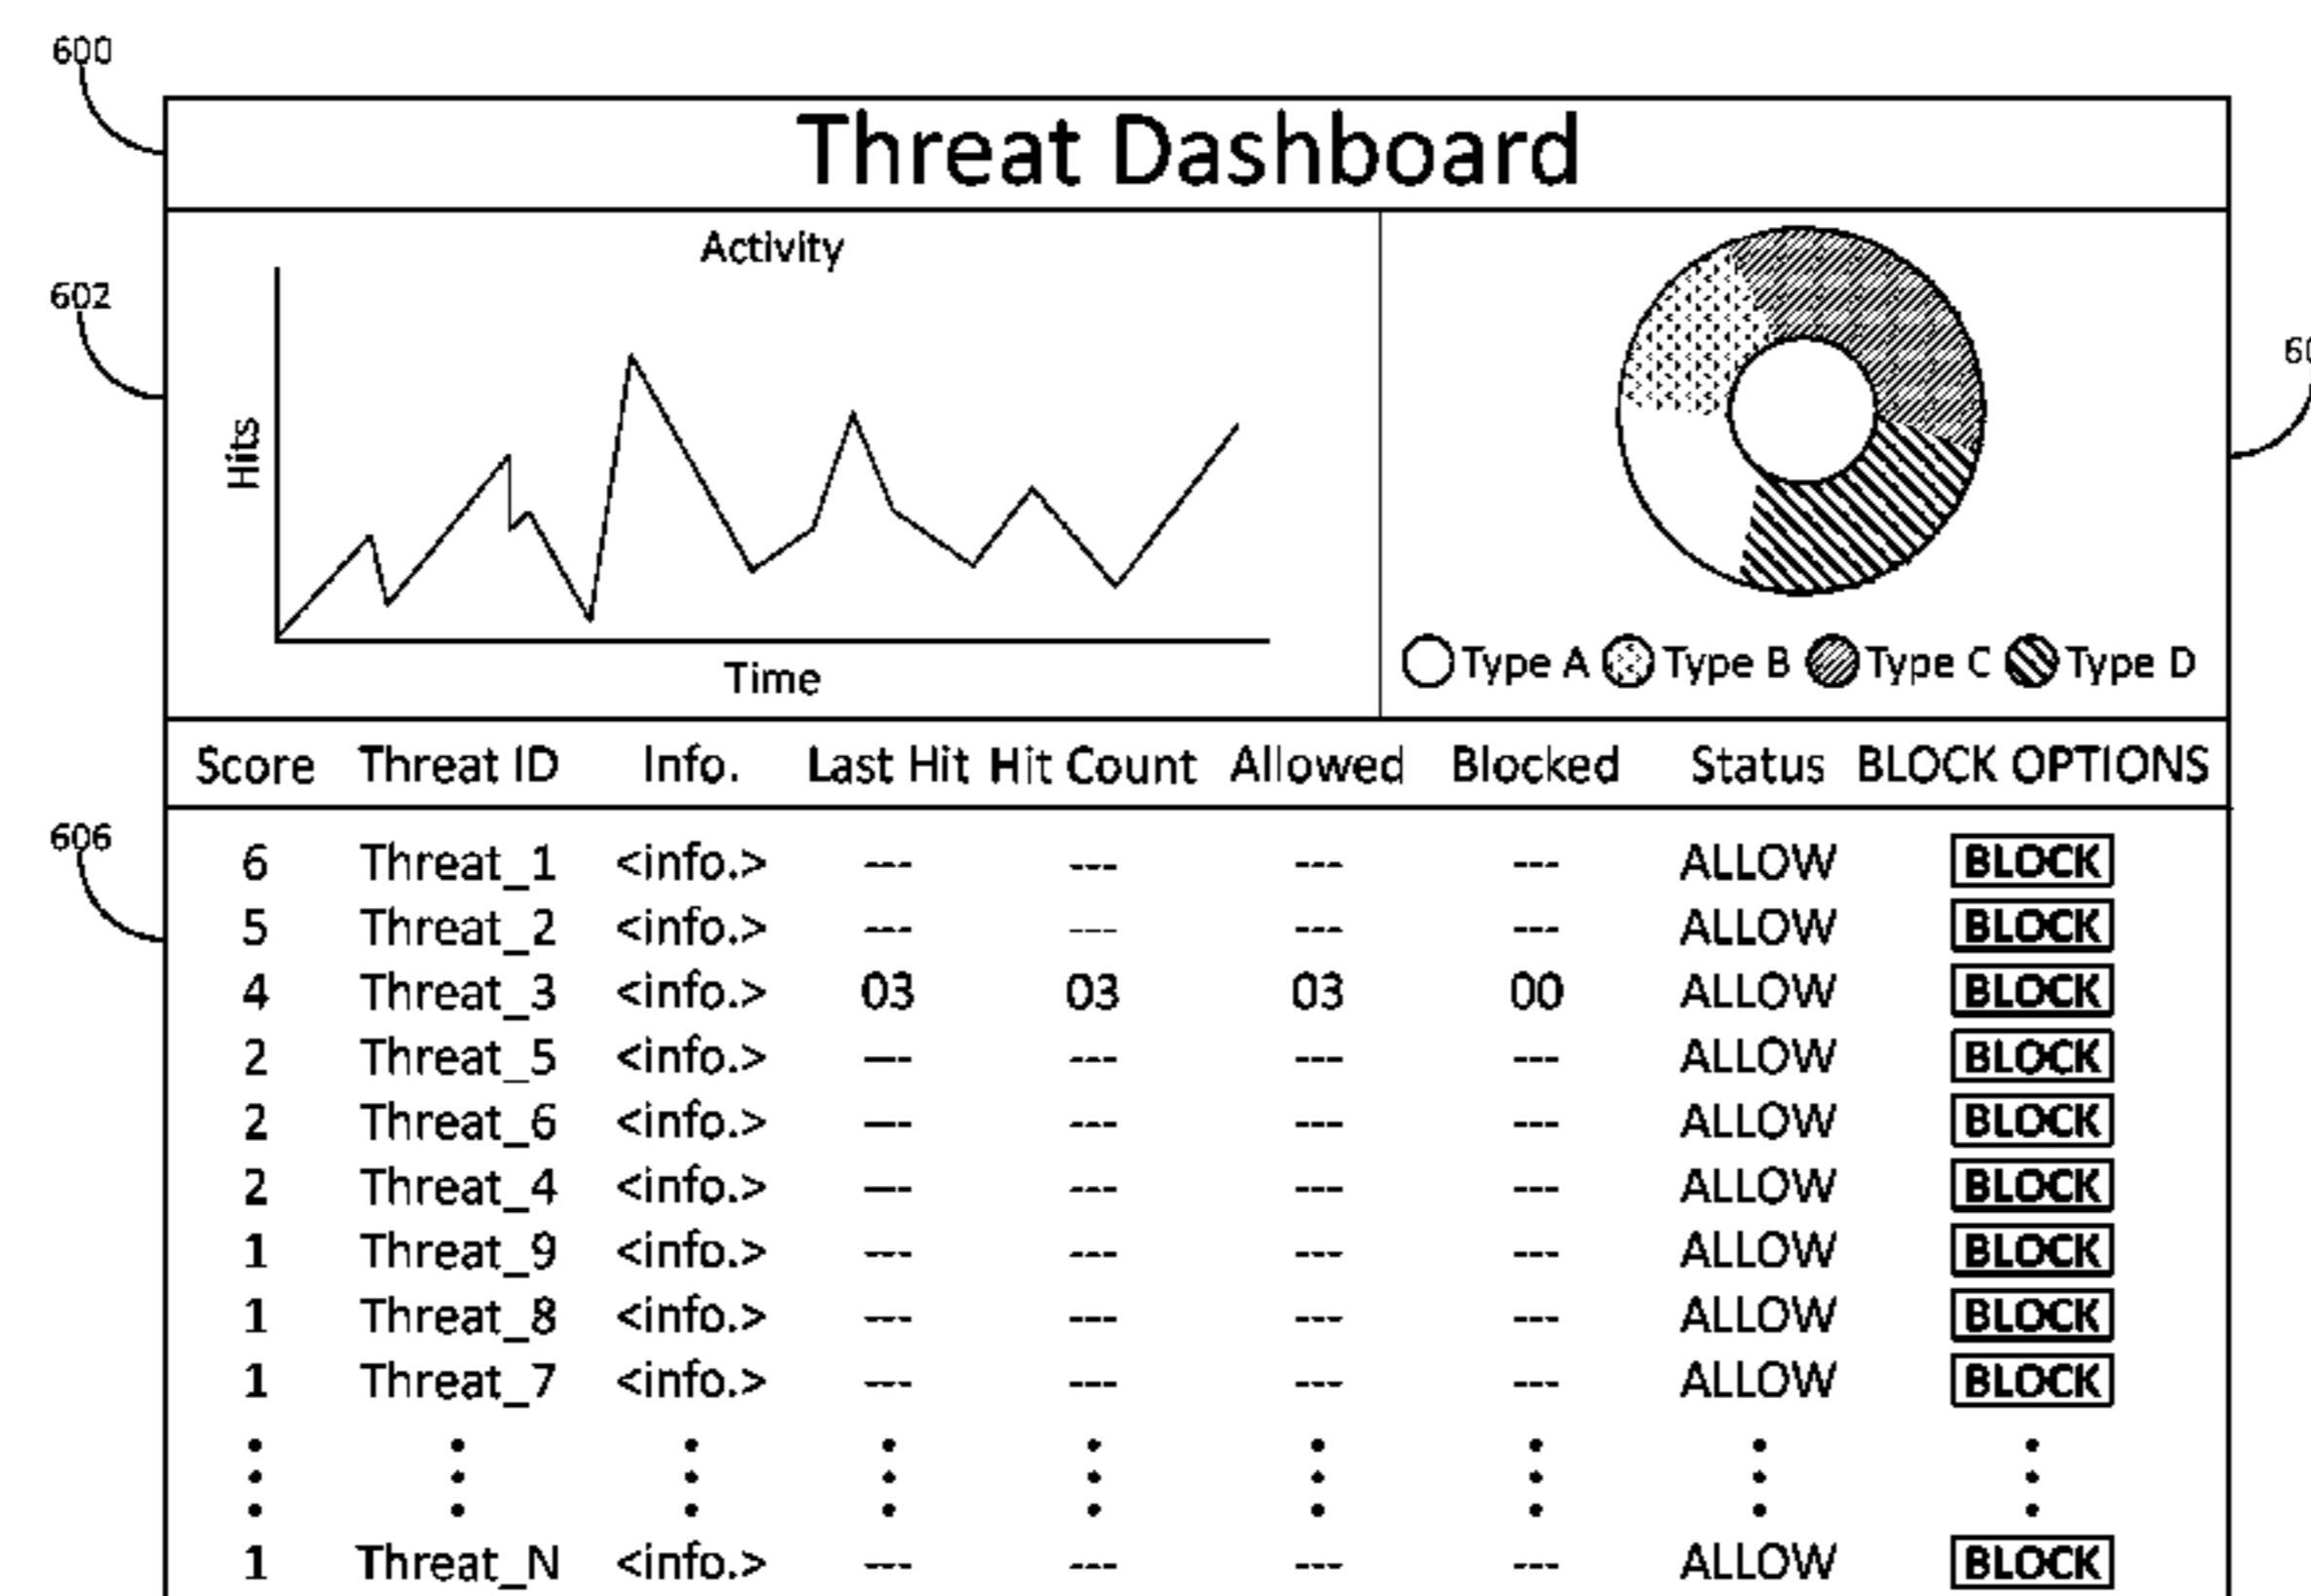 600
Threat Dashboard
Activity
602
Hits
Time
Type A Type B Type C Type D
Score Threat ID Info. Last Hit Hit Count Allowed Blocked Status BLOCK OPTIONS
606
6 Threat_1 <info.> --- --- --- --- ALLOW BLOCK
5 Threat_2 <info.> --- --- --- --- ALLOW BLOCK
4 Threat_3 <info.> 03 03 03 00 ALLOW BLOCK
2 Threat_5 <info.> --- --- --- --- ALLOW BLOCK
2 Threat_6 <info.> --- --- --- --- ALLOW BLOCK
2 Threat_4 <info.> --- --- --- --- ALLOW BLOCK
1 Threat_9 <info.> --- --- --- --- ALLOW BLOCK
1 Threat_8 <info.> --- --- --- --- ALLOW BLOCK
1 Threat_7 <info.> --- --- --- --- ALLOW BLOCK
1 Threat_N <info.> --- --- --- --- ALLOW BLOCK